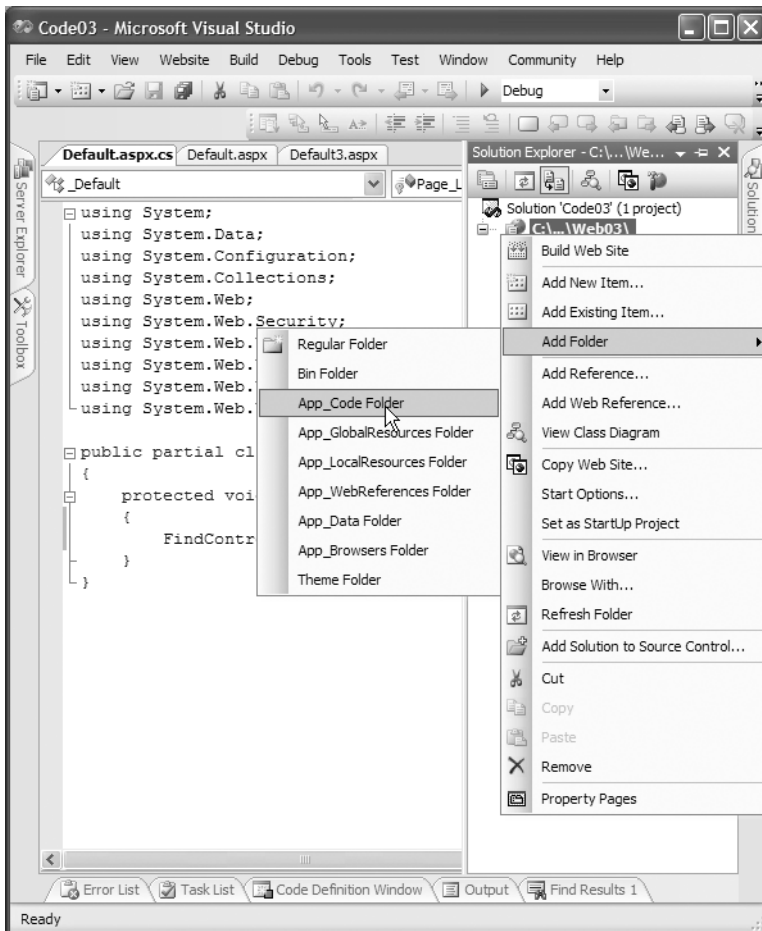 Code03 - Microsoft Visual Studio
File Edit View Website Build Debug Tools Test Window Community Help
Debug
Default.aspx.cs Default.aspx Default3.aspx
Solution Explorer - C:\...\We...
_Default
Page_L
Server Explorer
Toolbox
Solution
using System;
using System.Data;
using System.Configuration;
using System.Collections;
using System.Web;
using System.Web.Security;
using System.Web.
using System.Web.
using System.Web.
using System.Web.
public partial cl
{
protected voi
{
FindContr
}
}
Solution 'Code03' (1 project)
C:\...\Web03\
Build Web Site
Add New Item...
Add Existing Item...
Add Folder
Add Reference...
Add Web Reference...
View Class Diagram
Copy Web Site...
Start Options...
Set as StartUp Project
View in Browser
Browse With...
Refresh Folder
Add Solution to Source Control...
Cut
Copy
Paste
Remove
Property Pages
Regular Folder
Bin Folder
App_Code Folder
App_GlobalResources Folder
App_LocalResources Folder
App_WebReferences Folder
App_Data Folder
App_Browsers Folder
Theme Folder
Error List Task List Code Definition Window Output Find Results 1
Ready